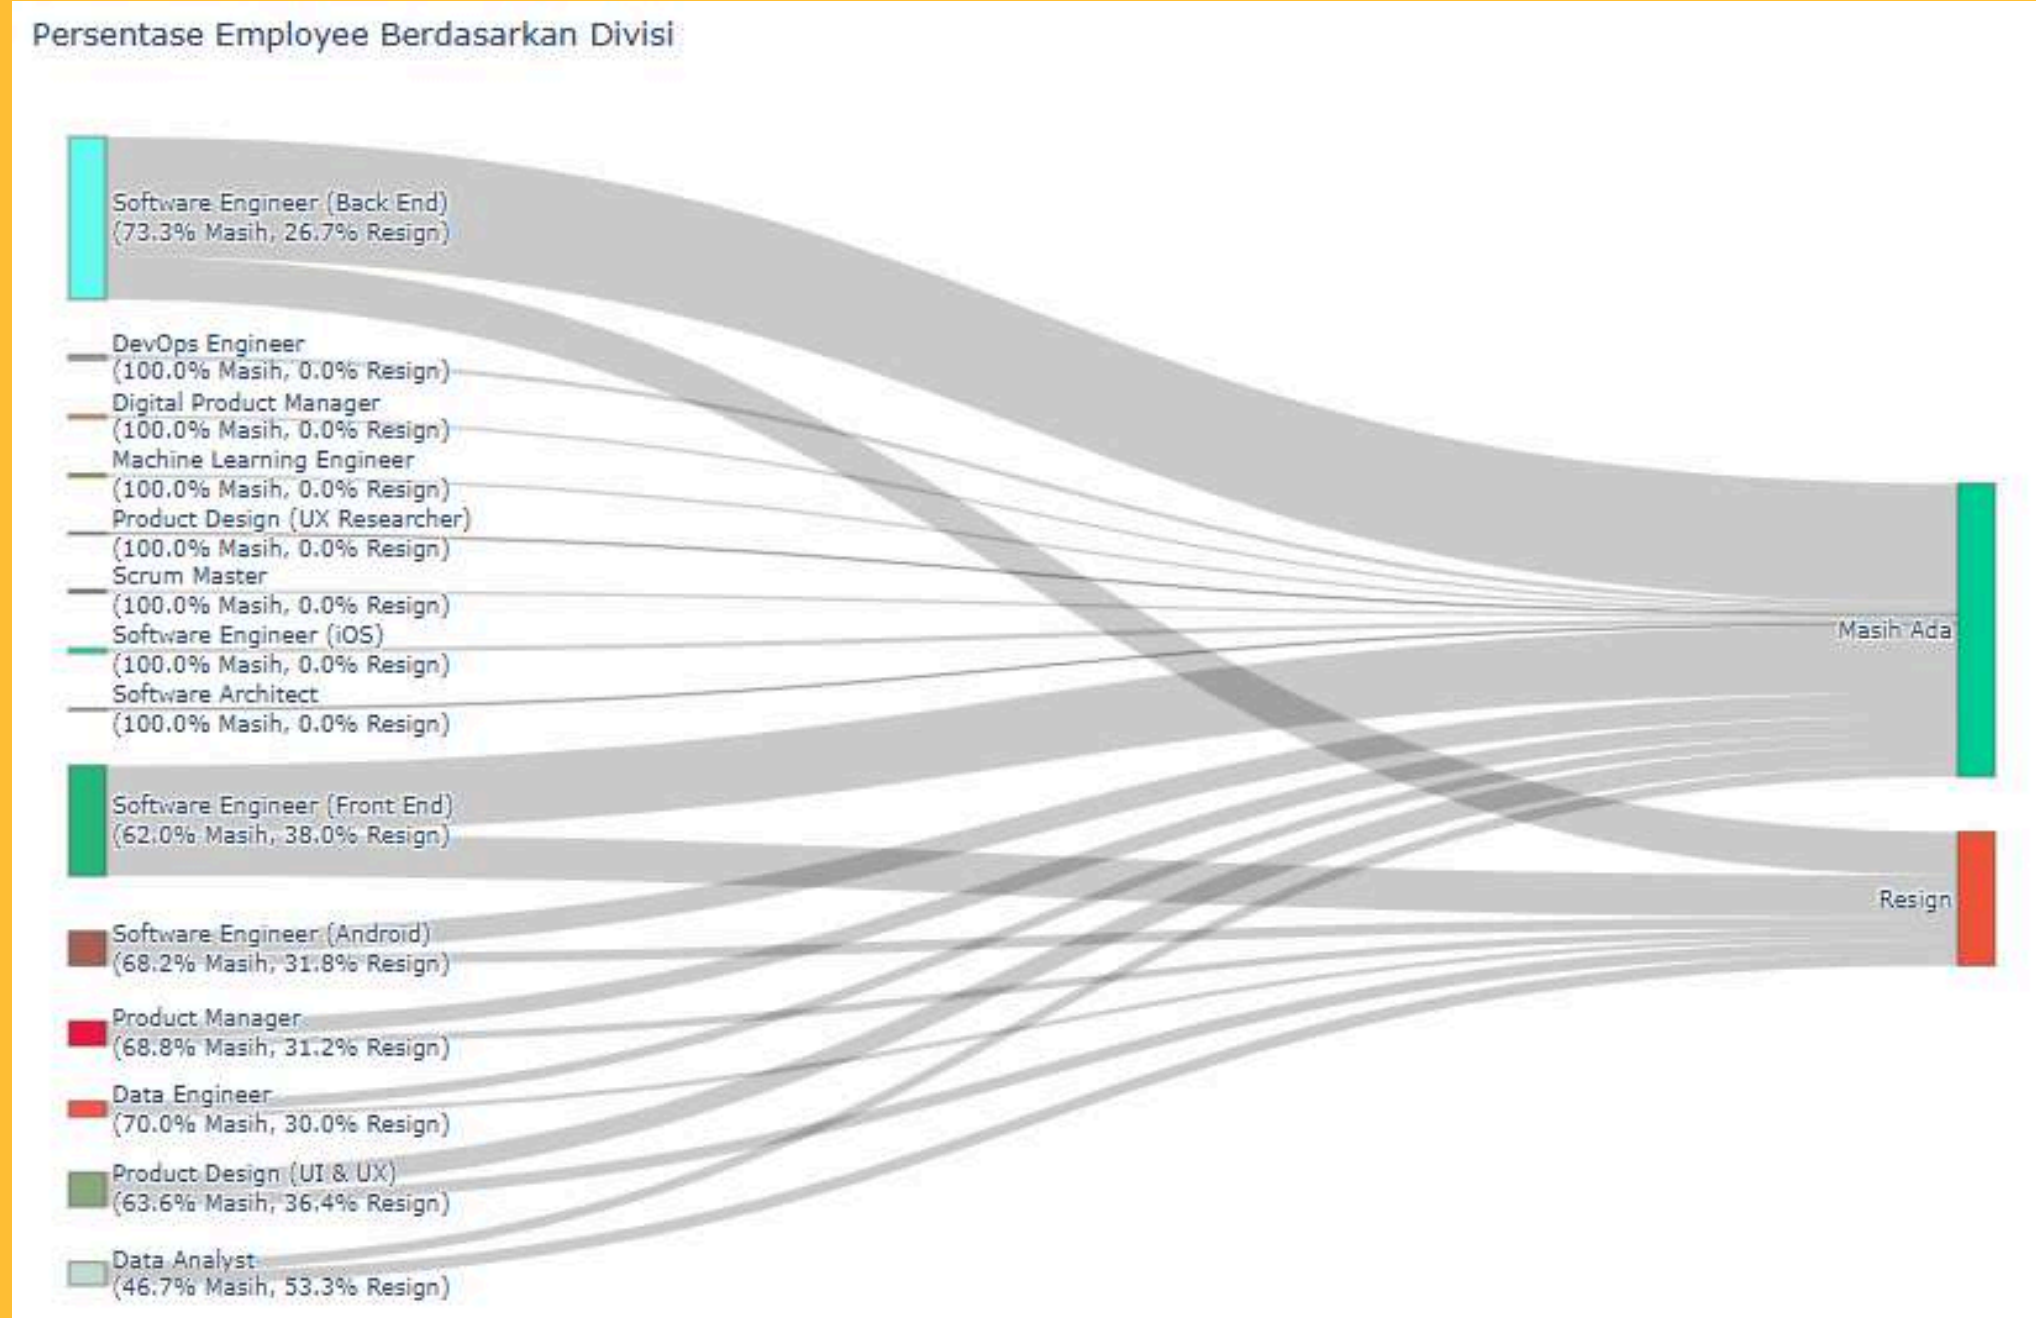 Persentase Employee Berdasarkan Divisi
Software Engineer (Back End)
(73.3% Masih, 26.7% Resign)
DevOps Engineer
(100.0% Masih, 0.0% Resign)
Digital Product Manager
(100.0% Masih, 0.0% Resign)
Machine Learning Engineer
(100.0% Masih, 0.0% Resign)
Product Design (UX Researcher)
(100.0% Masih, 0.0% Resign)
Scrum Master
(100.0% Masih, 0.0% Resign)
Software Engineer (iOS)
(100.0% Masih, 0.0% Resign)
Software Architect
(100.0% Masih, 0.0% Resign)
Software Engineer (Front End)
(62.0% Masih, 38.0% Resign)
Software Engineer (Android)
(68.2% Masih, 31.8% Resign)
Product Manager
(68.8% Masih, 31.2% Resign)
Data Engineer
(70.0% Masih, 30.0% Resign)
Product Design (UI & UX)
(63.6% Masih, 36.4% Resign)
Data Analyst
(46.7% Masih, 53.3% Resign)
Masih Ada
Resign